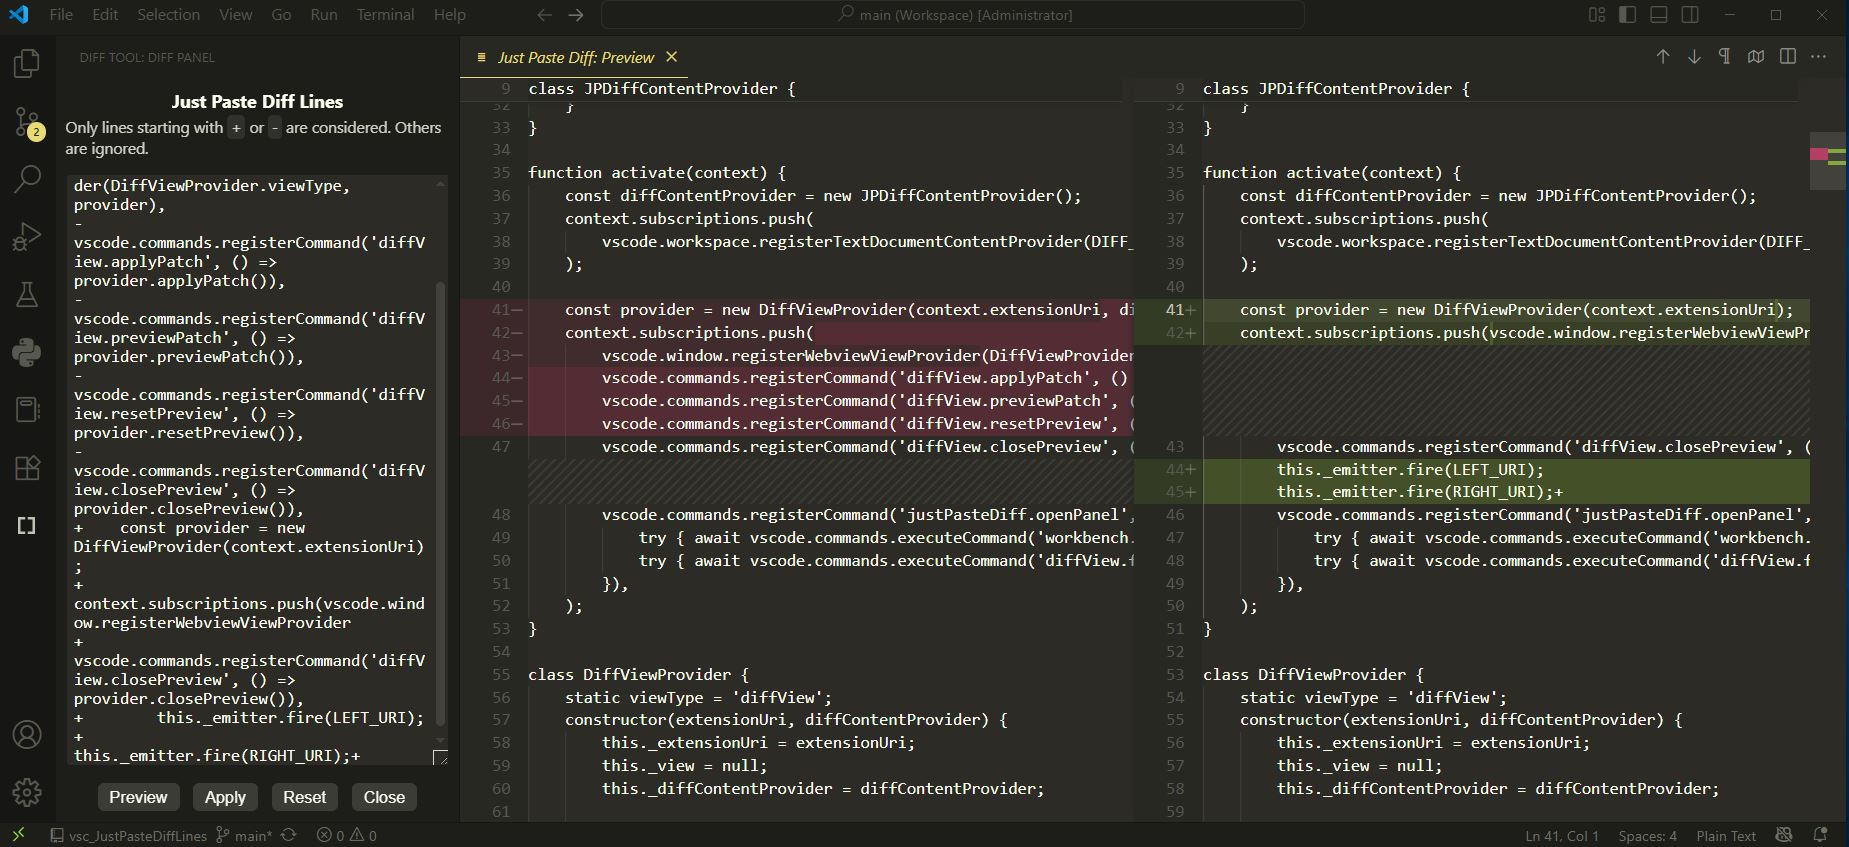 File Edit Selection View Go Run Terminal Help
main (Workspace) [Administrator]
DIFF TOOL: DIFF PANEL
Just Paste Diff Lines
Only lines starting with + or - are considered. Others
are ignored.
der(DiffViewProvider.viewType,
provider),
-
vscode.commands.registerCommand('diffV
iew.applyPatch', () =>
provider.applyPatch()),
-
vscode.commands.registerCommand('diffV
iew.previewPatch', () =>
provider.previewPatch()),
-
vscode.commands.registerCommand('diffV
iew.resetPreview', () =>
provider.resetPreview()),
-
vscode.commands.registerCommand('diffV
iew.closePreview', () =>
provider.closePreview()),
+    const provider = new
DiffViewProvider(context.extensionUri)
;
+
context.subscriptions.push(vscode.wind
ow.registerWebviewViewProvider
+
vscode.commands.registerCommand('diffV
iew.closePreview', () =>
provider.closePreview()),
+        this._emitter.fire(LEFT_URI);
+
this._emitter.fire(RIGHT_URI);+
Preview Apply Reset Close
Just Paste Diff: Preview
9 class JPDiffContentProvider {
32     }
33 }
34
35 function activate(context) {
36     const diffContentProvider = new JPDiffContentProvider();
37     context.subscriptions.push(
38         vscode.workspace.registerTextDocumentContentProvider(DIFF_
39     );
40
41-     const provider = new DiffViewProvider(context.extensionUri, di
42-     context.subscriptions.push(
43-         vscode.window.registerWebviewViewProvider(DiffViewProvider
44-         vscode.commands.registerCommand('diffView.applyPatch', ()
45-         vscode.commands.registerCommand('diffView.previewPatch', (
46-         vscode.commands.registerCommand('diffView.resetPreview', (
47         vscode.commands.registerCommand('diffView.closePreview', (
48         vscode.commands.registerCommand('justPasteDiff.openPanel',
49             try { await vscode.commands.executeCommand('workbench.
50             try { await vscode.commands.executeCommand('diffView.f
51         }),
52     );
53 }
54
55 class DiffViewProvider {
56     static viewType = 'diffView';
57     constructor(extensionUri, diffContentProvider) {
58         this._extensionUri = extensionUri;
59         this._view = null;
60         this._diffContentProvider = diffContentProvider;
61
9 class JPDiffContentProvider {
32     }
33 }
34
35 function activate(context) {
36     const diffContentProvider = new JPDiffContentProvider();
37     context.subscriptions.push(
38         vscode.workspace.registerTextDocumentContentProvider(DIFF_
39     );
40
41+     const provider = new DiffViewProvider(context.extensionUri);
42+     context.subscriptions.push(vscode.window.registerWebviewViewPr
43         vscode.commands.registerCommand('diffView.closePreview', (
44+         this._emitter.fire(LEFT_URI);
45+         this._emitter.fire(RIGHT_URI);+
46         vscode.commands.registerCommand('justPasteDiff.openPanel',
47             try { await vscode.commands.executeCommand('workbench.
48             try { await vscode.commands.executeCommand('diffView.f
49         }),
50     );
51 }
52
53 class DiffViewProvider {
54     static viewType = 'diffView';
55     constructor(extensionUri, diffContentProvider) {
56         this._extensionUri = extensionUri;
57         this._view = null;
58         this._diffContentProvider = diffContentProvider;
59
2
vsc_JustPasteDiffLines main* 0 0
Ln 41, Col 1 Spaces: 4 Plain Text